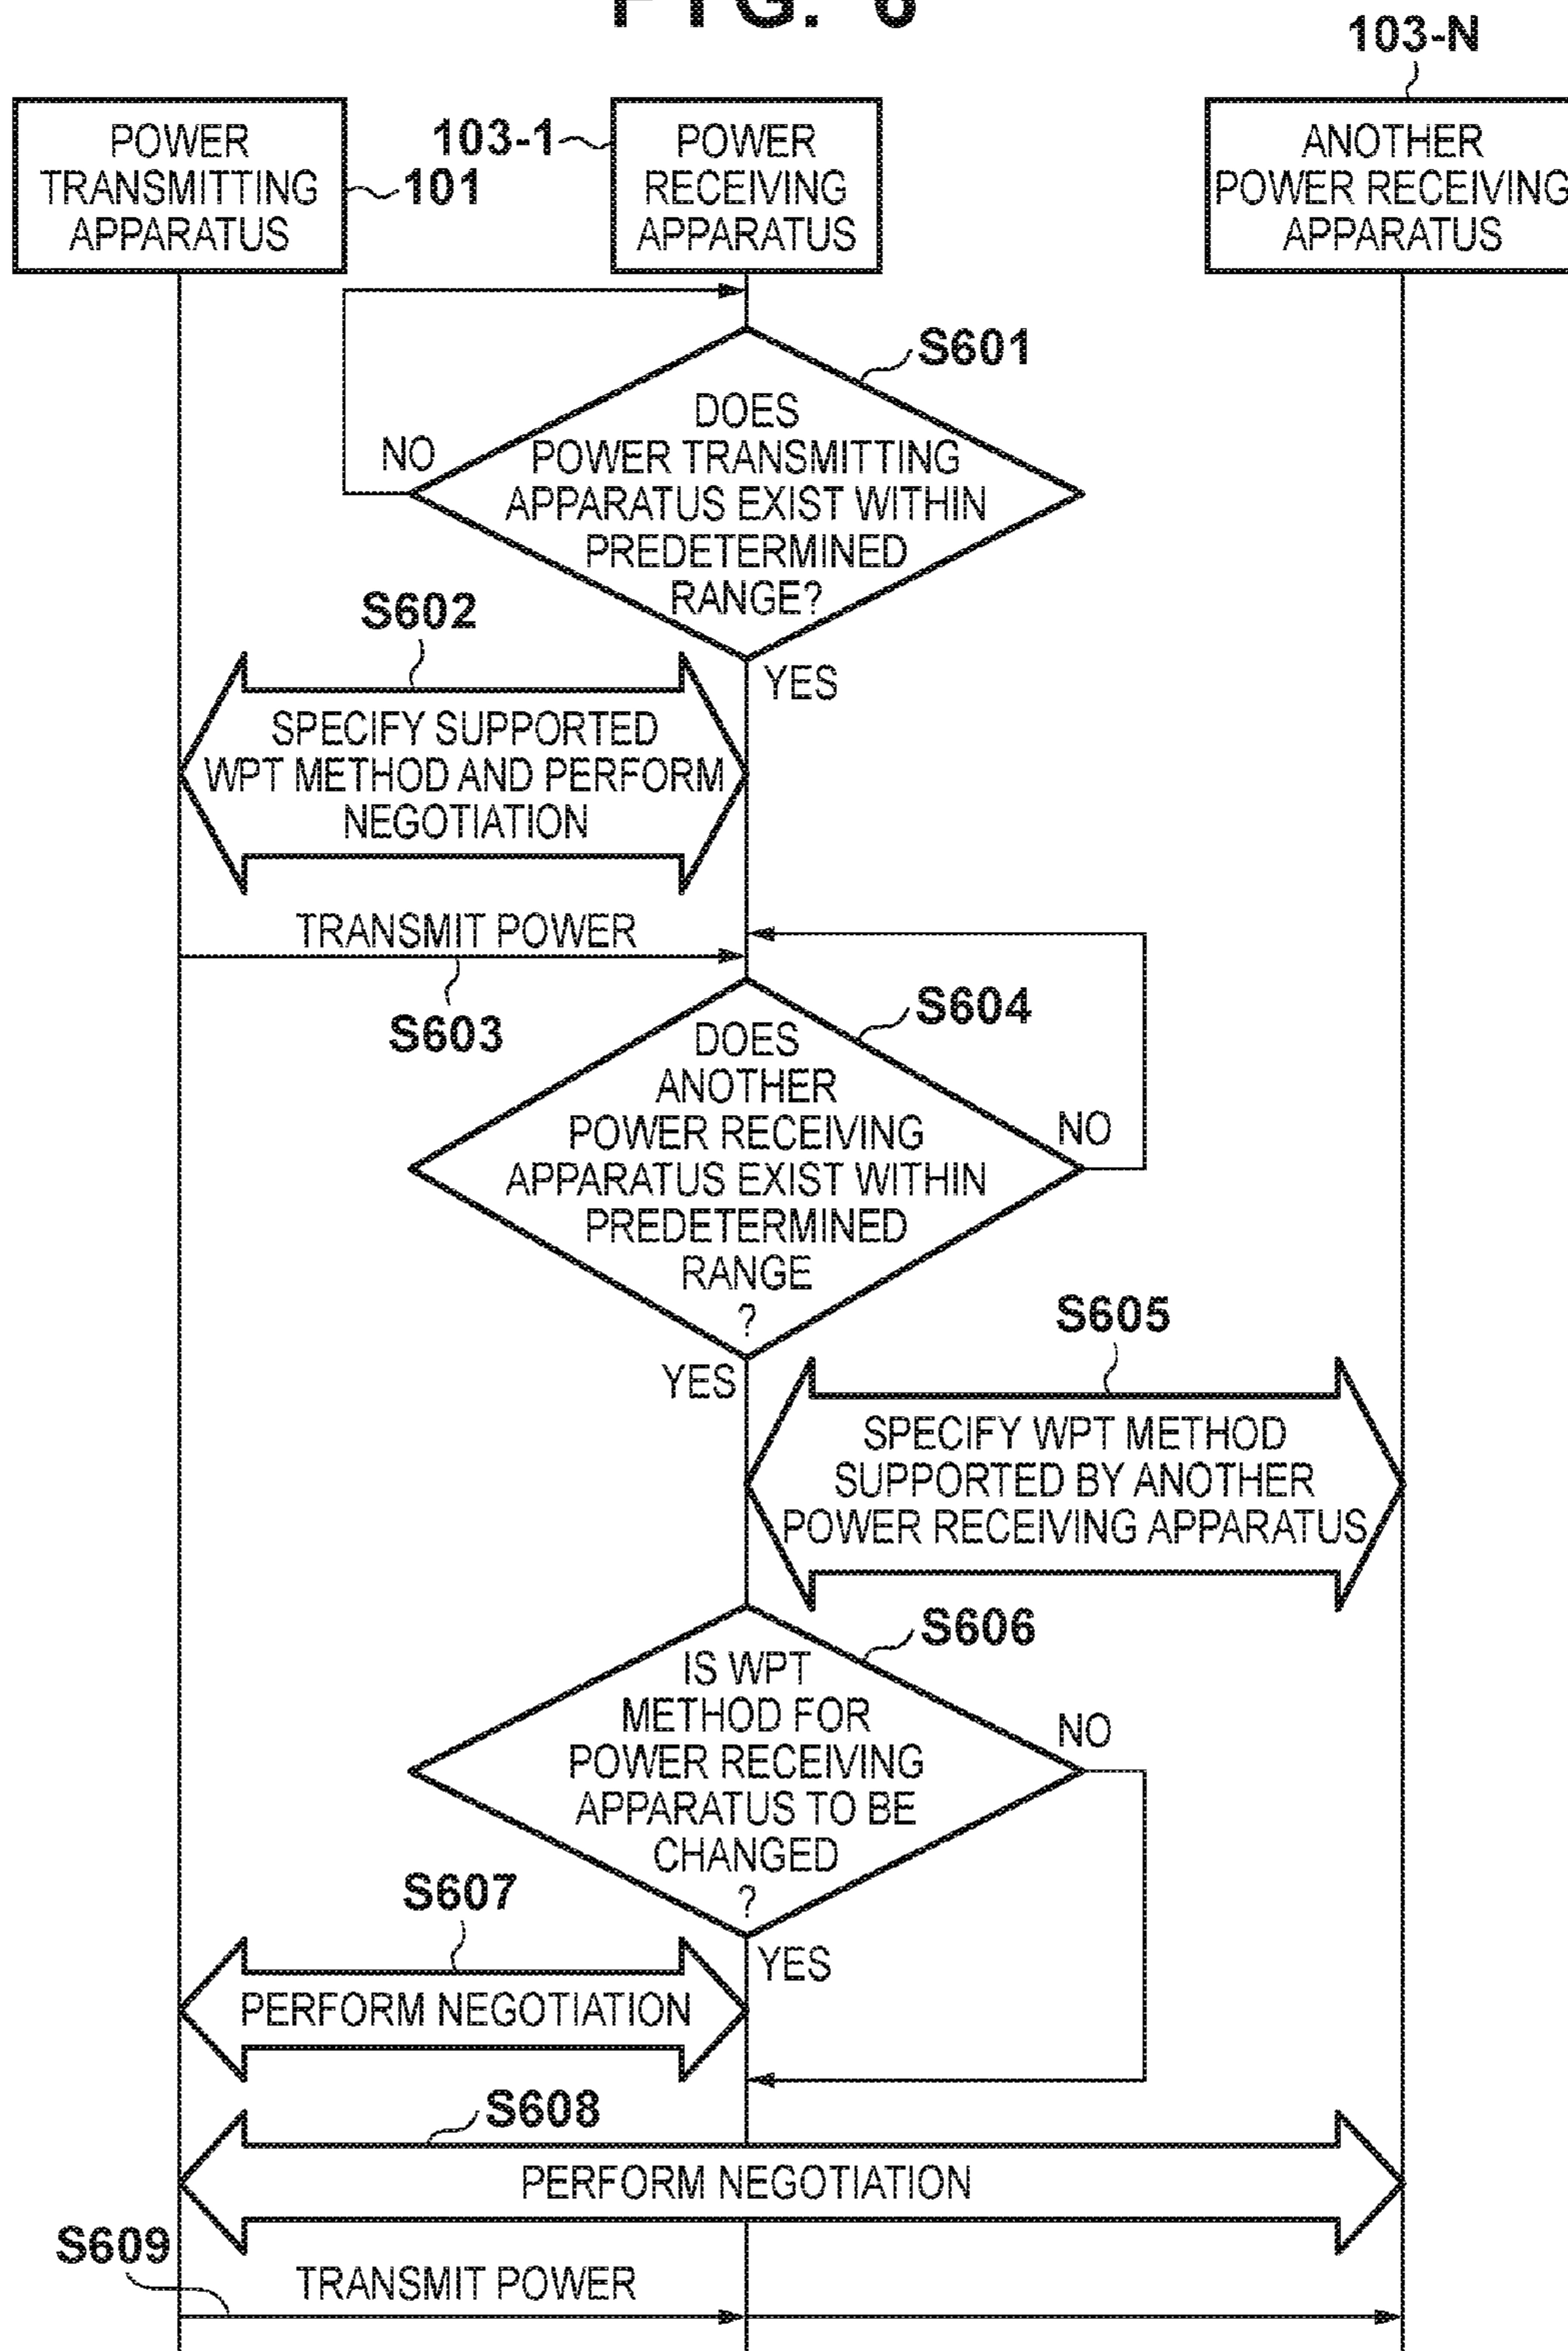 FIG. 6
103-N
POWER
TRANSMITTING
APPARATUS
101
103-1
POWER
RECEIVING
APPARATUS
ANOTHER
POWER RECEIVING
APPARATUS
S601
DOES
POWER TRANSMITTING
APPARATUS EXIST WITHIN
PREDETERMINED
RANGE?
NO
YES
S602
SPECIFY SUPPORTED
WPT METHOD AND PERFORM
NEGOTIATION
TRANSMIT POWER
S603
S604
DOES
ANOTHER
POWER RECEIVING
APPARATUS EXIST WITHIN
PREDETERMINED
RANGE
?
NO
YES
S605
SPECIFY WPT METHOD
SUPPORTED BY ANOTHER
POWER RECEIVING APPARATUS
S606
IS WPT
METHOD FOR
POWER RECEIVING
APPARATUS TO BE
CHANGED
?
NO
YES
S607
PERFORM NEGOTIATION
S608
PERFORM NEGOTIATION
S609
TRANSMIT POWER